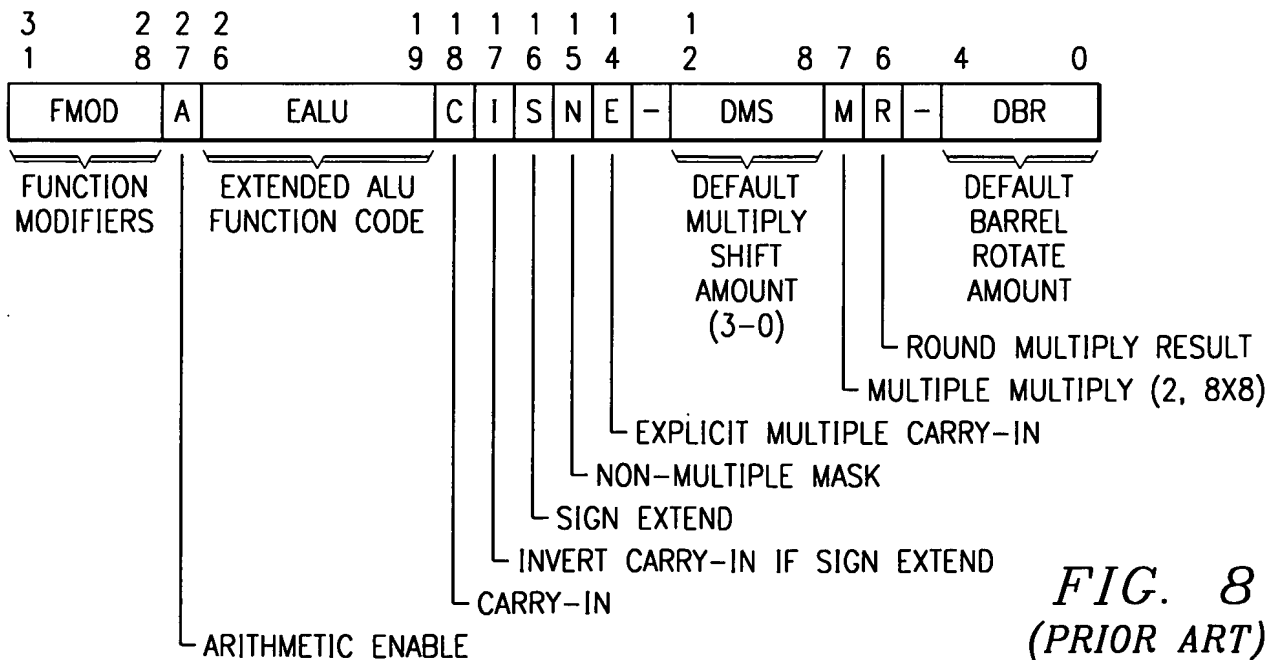 3 2 2 2 1 1 1 1 1 1 1
1 8 7 6 9 8 7 6 5 4 2 8 7 6 4 0
FMOD A EALU C I S N E - DMS M R - DBR
FUNCTION EXTENDED ALU DEFAULT DEFAULT
MODIFIERS FUNCTION CODE MULTIPLY BARREL
SHIFT ROTATE
AMOUNT AMOUNT
(3-0)
ROUND MULTIPLY RESULT
MULTIPLE MULTIPLY (2, 8X8)
EXPLICIT MULTIPLE CARRY-IN
NON-MULTIPLE MASK
SIGN EXTEND
INVERT CARRY-IN IF SIGN EXTEND
CARRY-IN
ARITHMETIC ENABLE
FIG. 8
(PRIOR ART)